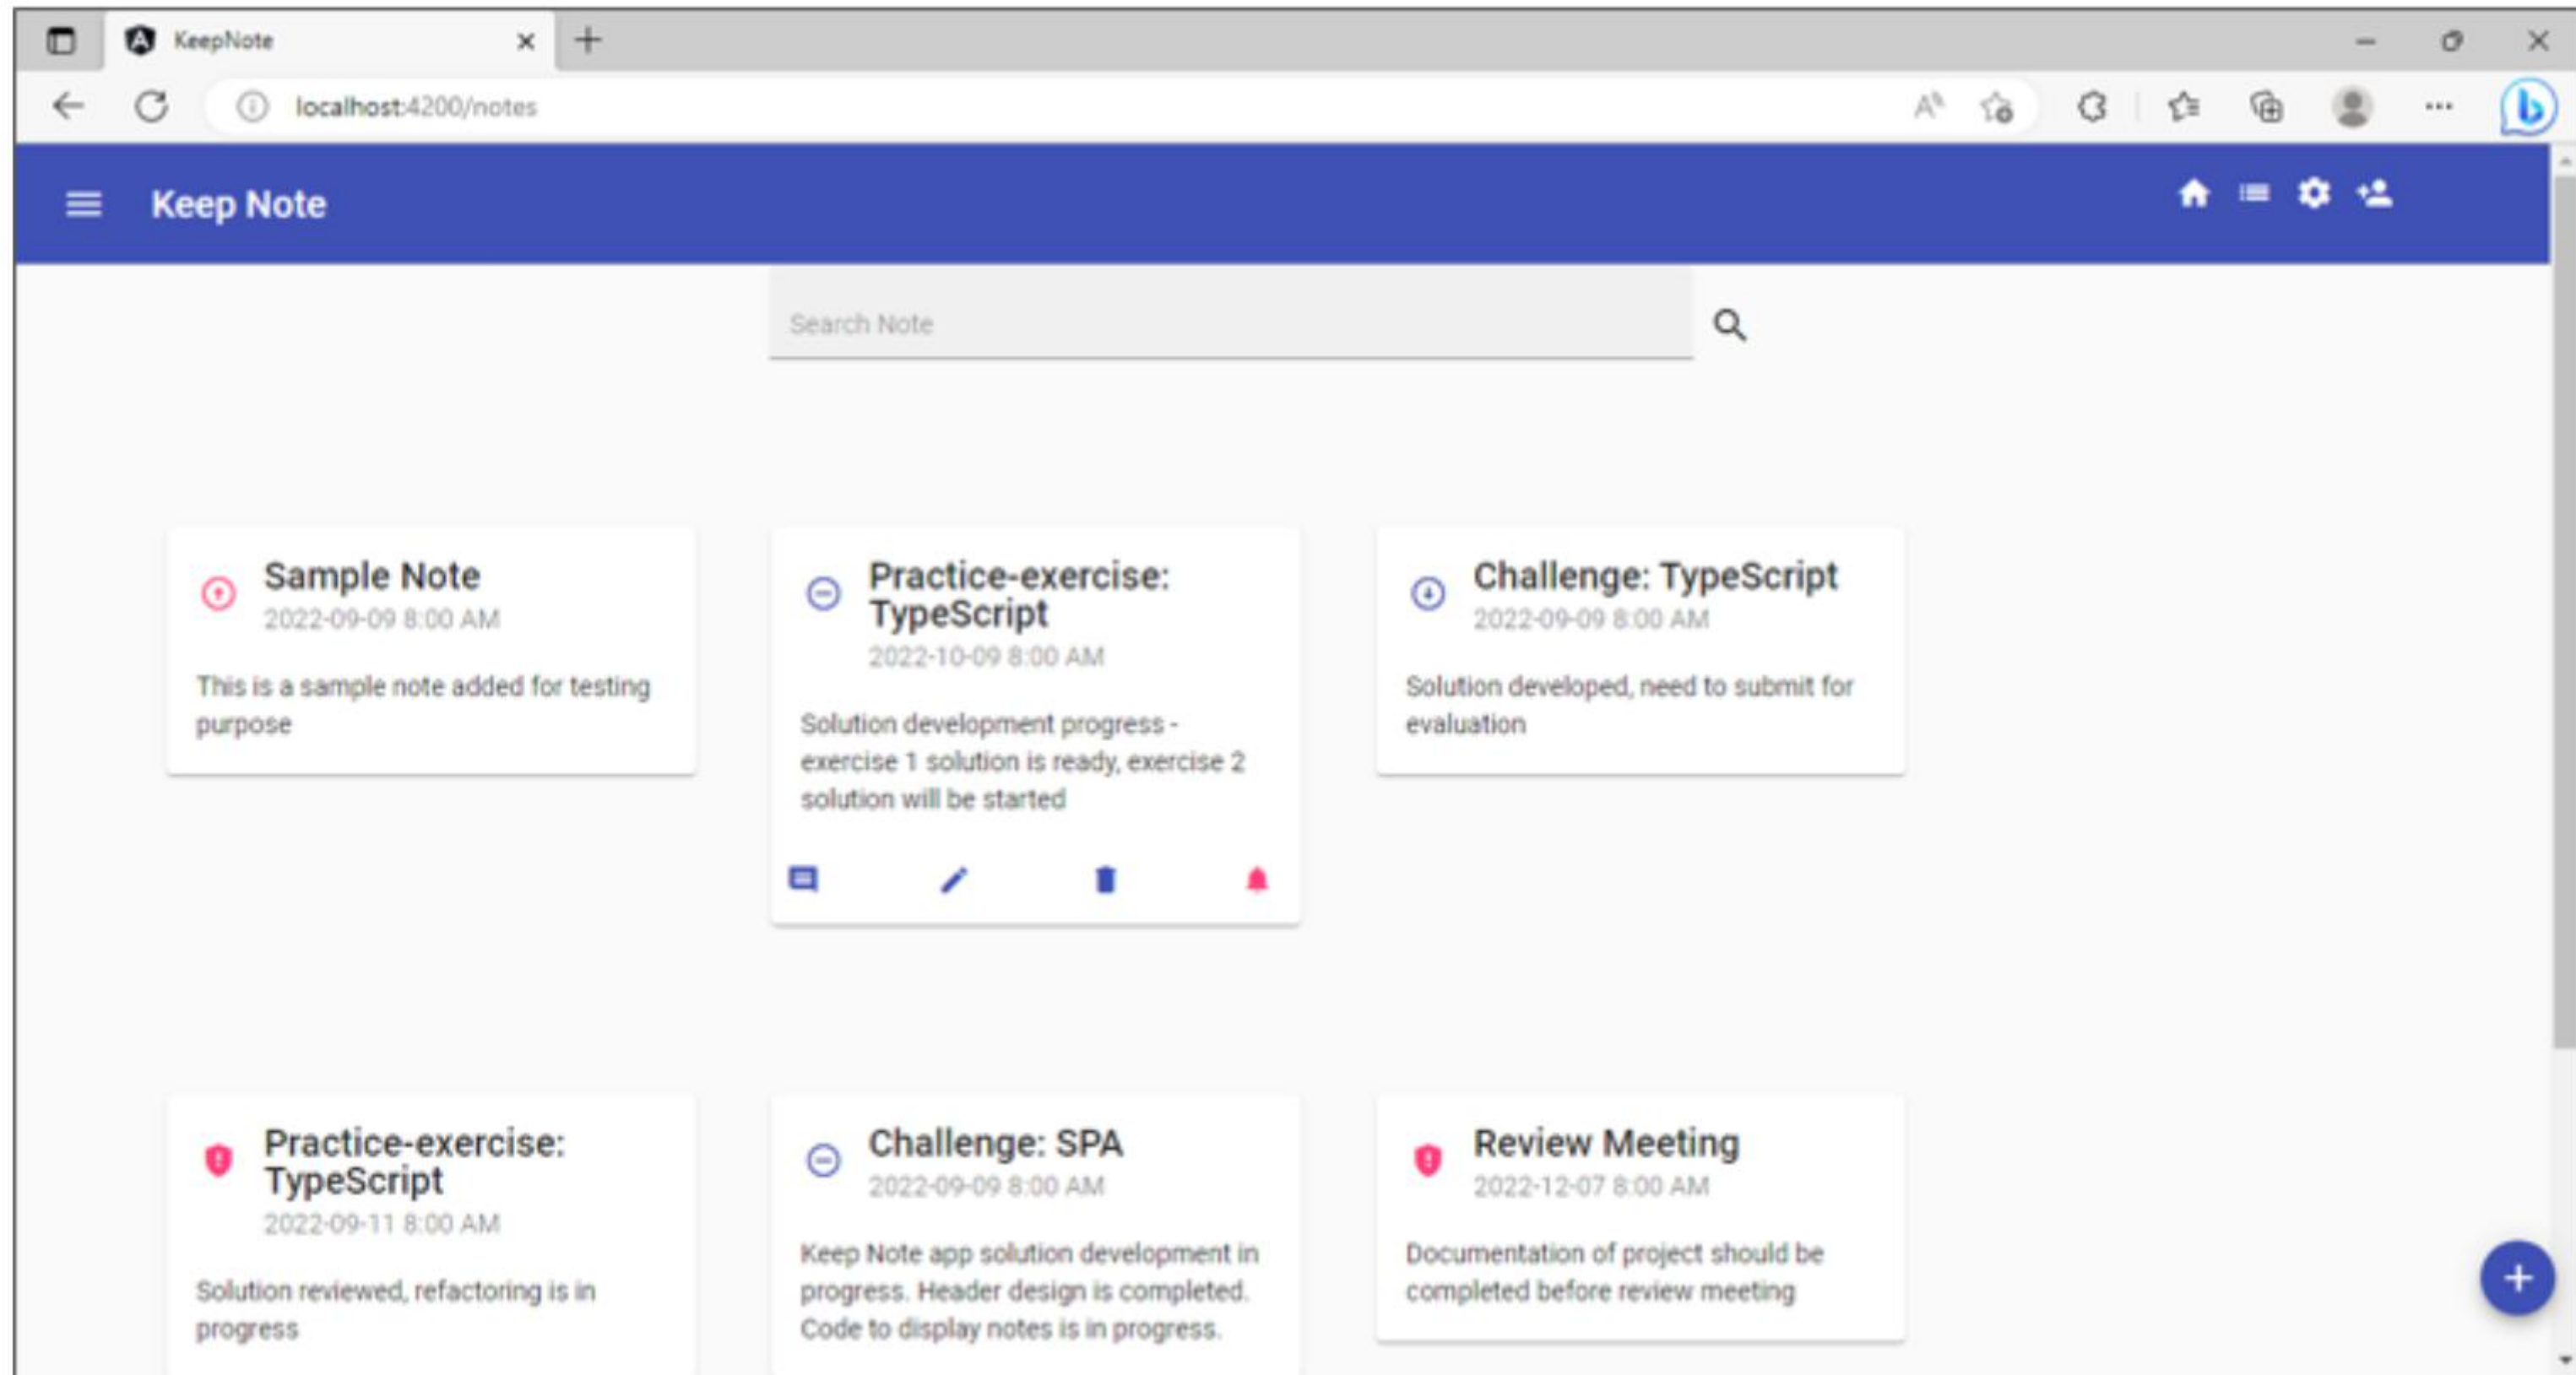 KeepNote
localhost:4200/notes
Keep Note
Search Note
Sample Note
2022-09-09 8:00 AM
This is a sample note added for testing
purpose
Practice-exercise:
TypeScript
2022-10-09 8:00 AM
Solution development progress -
exercise 1 solution is ready, exercise 2
solution will be started
Challenge: TypeScript
2022-09-09 8:00 AM
Solution developed, need to submit for
evaluation
Practice-exercise:
TypeScript
2022-09-11 8:00 AM
Solution reviewed, refactoring is in
progress
Challenge: SPA
2022-09-09 8:00 AM
Keep Note app solution development in
progress. Header design is completed.
Code to display notes is in progress.
Review Meeting
2022-12-07 8:00 AM
Documentation of project should be
completed before review meeting